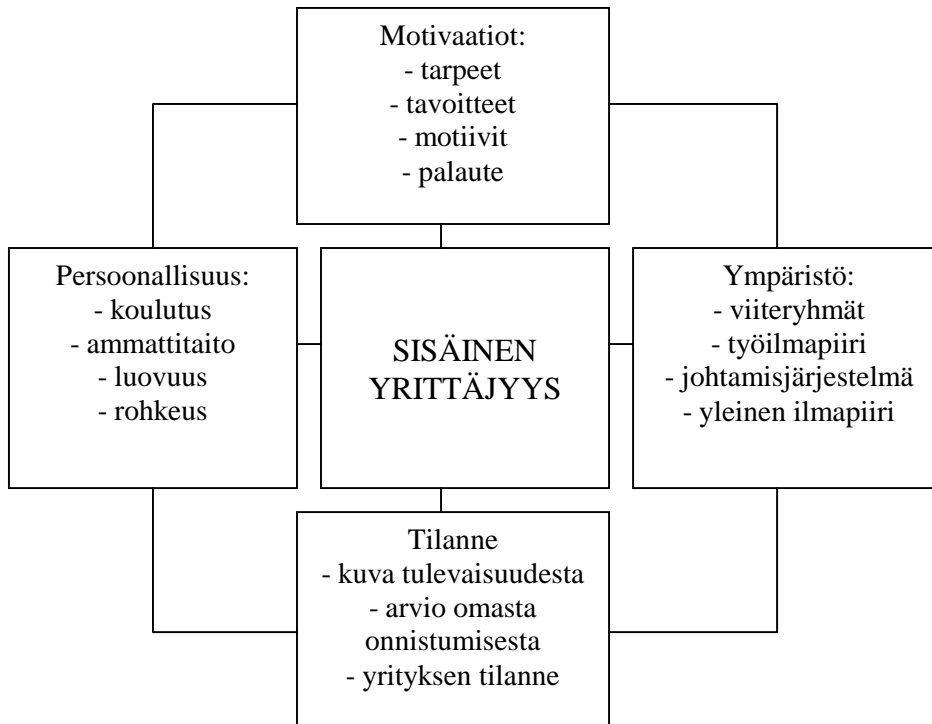 Motivaatiot:
- tarpeet
- tavoitteet
- motiivit
- palaute
Persoonallisuus:
- koulutus
- ammattitaito
- luovuus
- rohkeus
SISÄINEN
YRITTÄJYYS
Ympäristö:
- viiteryhmät
- työilmapiiri
- johtamisjärjestelmä
- yleinen ilmapiiri
Tilanne
- kuva tulevaisuudesta
- arvio omasta
onnistumisesta
- yrityksen tilanne